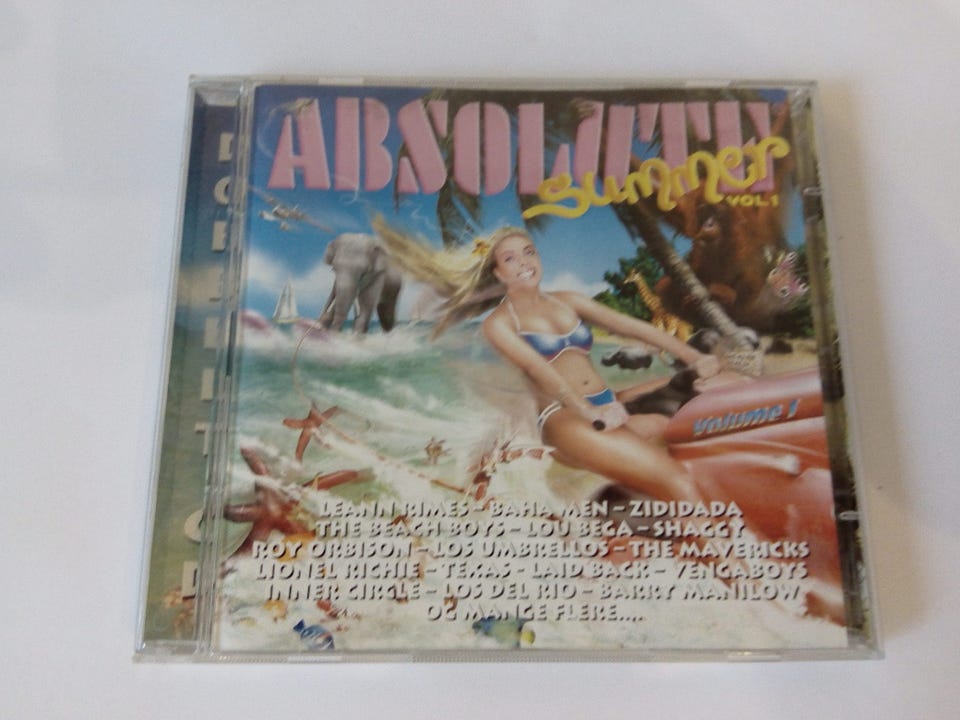 ABSOLUTE
Summer
VOL.1
Volume 1
LEANN RIMES – BAHA MEN – ZIDIDADA
THE BEACH BOYS – LOU BEGA – SHAGGY
ROY ORBISON – LOS UMBRELLOS – THE MAVERICKS
LIONEL RICHIE – TEXAS – LAID BACK – VENGABOYS
INNER CIRCLE – LOS DEL RIO – BARRY MANILOW
OG MANGE FLERE....